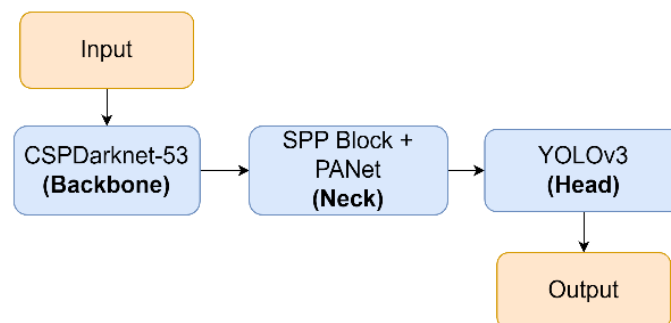 Input
CSPDarknet-53
(Backbone)
SPP Block +
PANet
(Neck)
YOLOv3
(Head)
Output